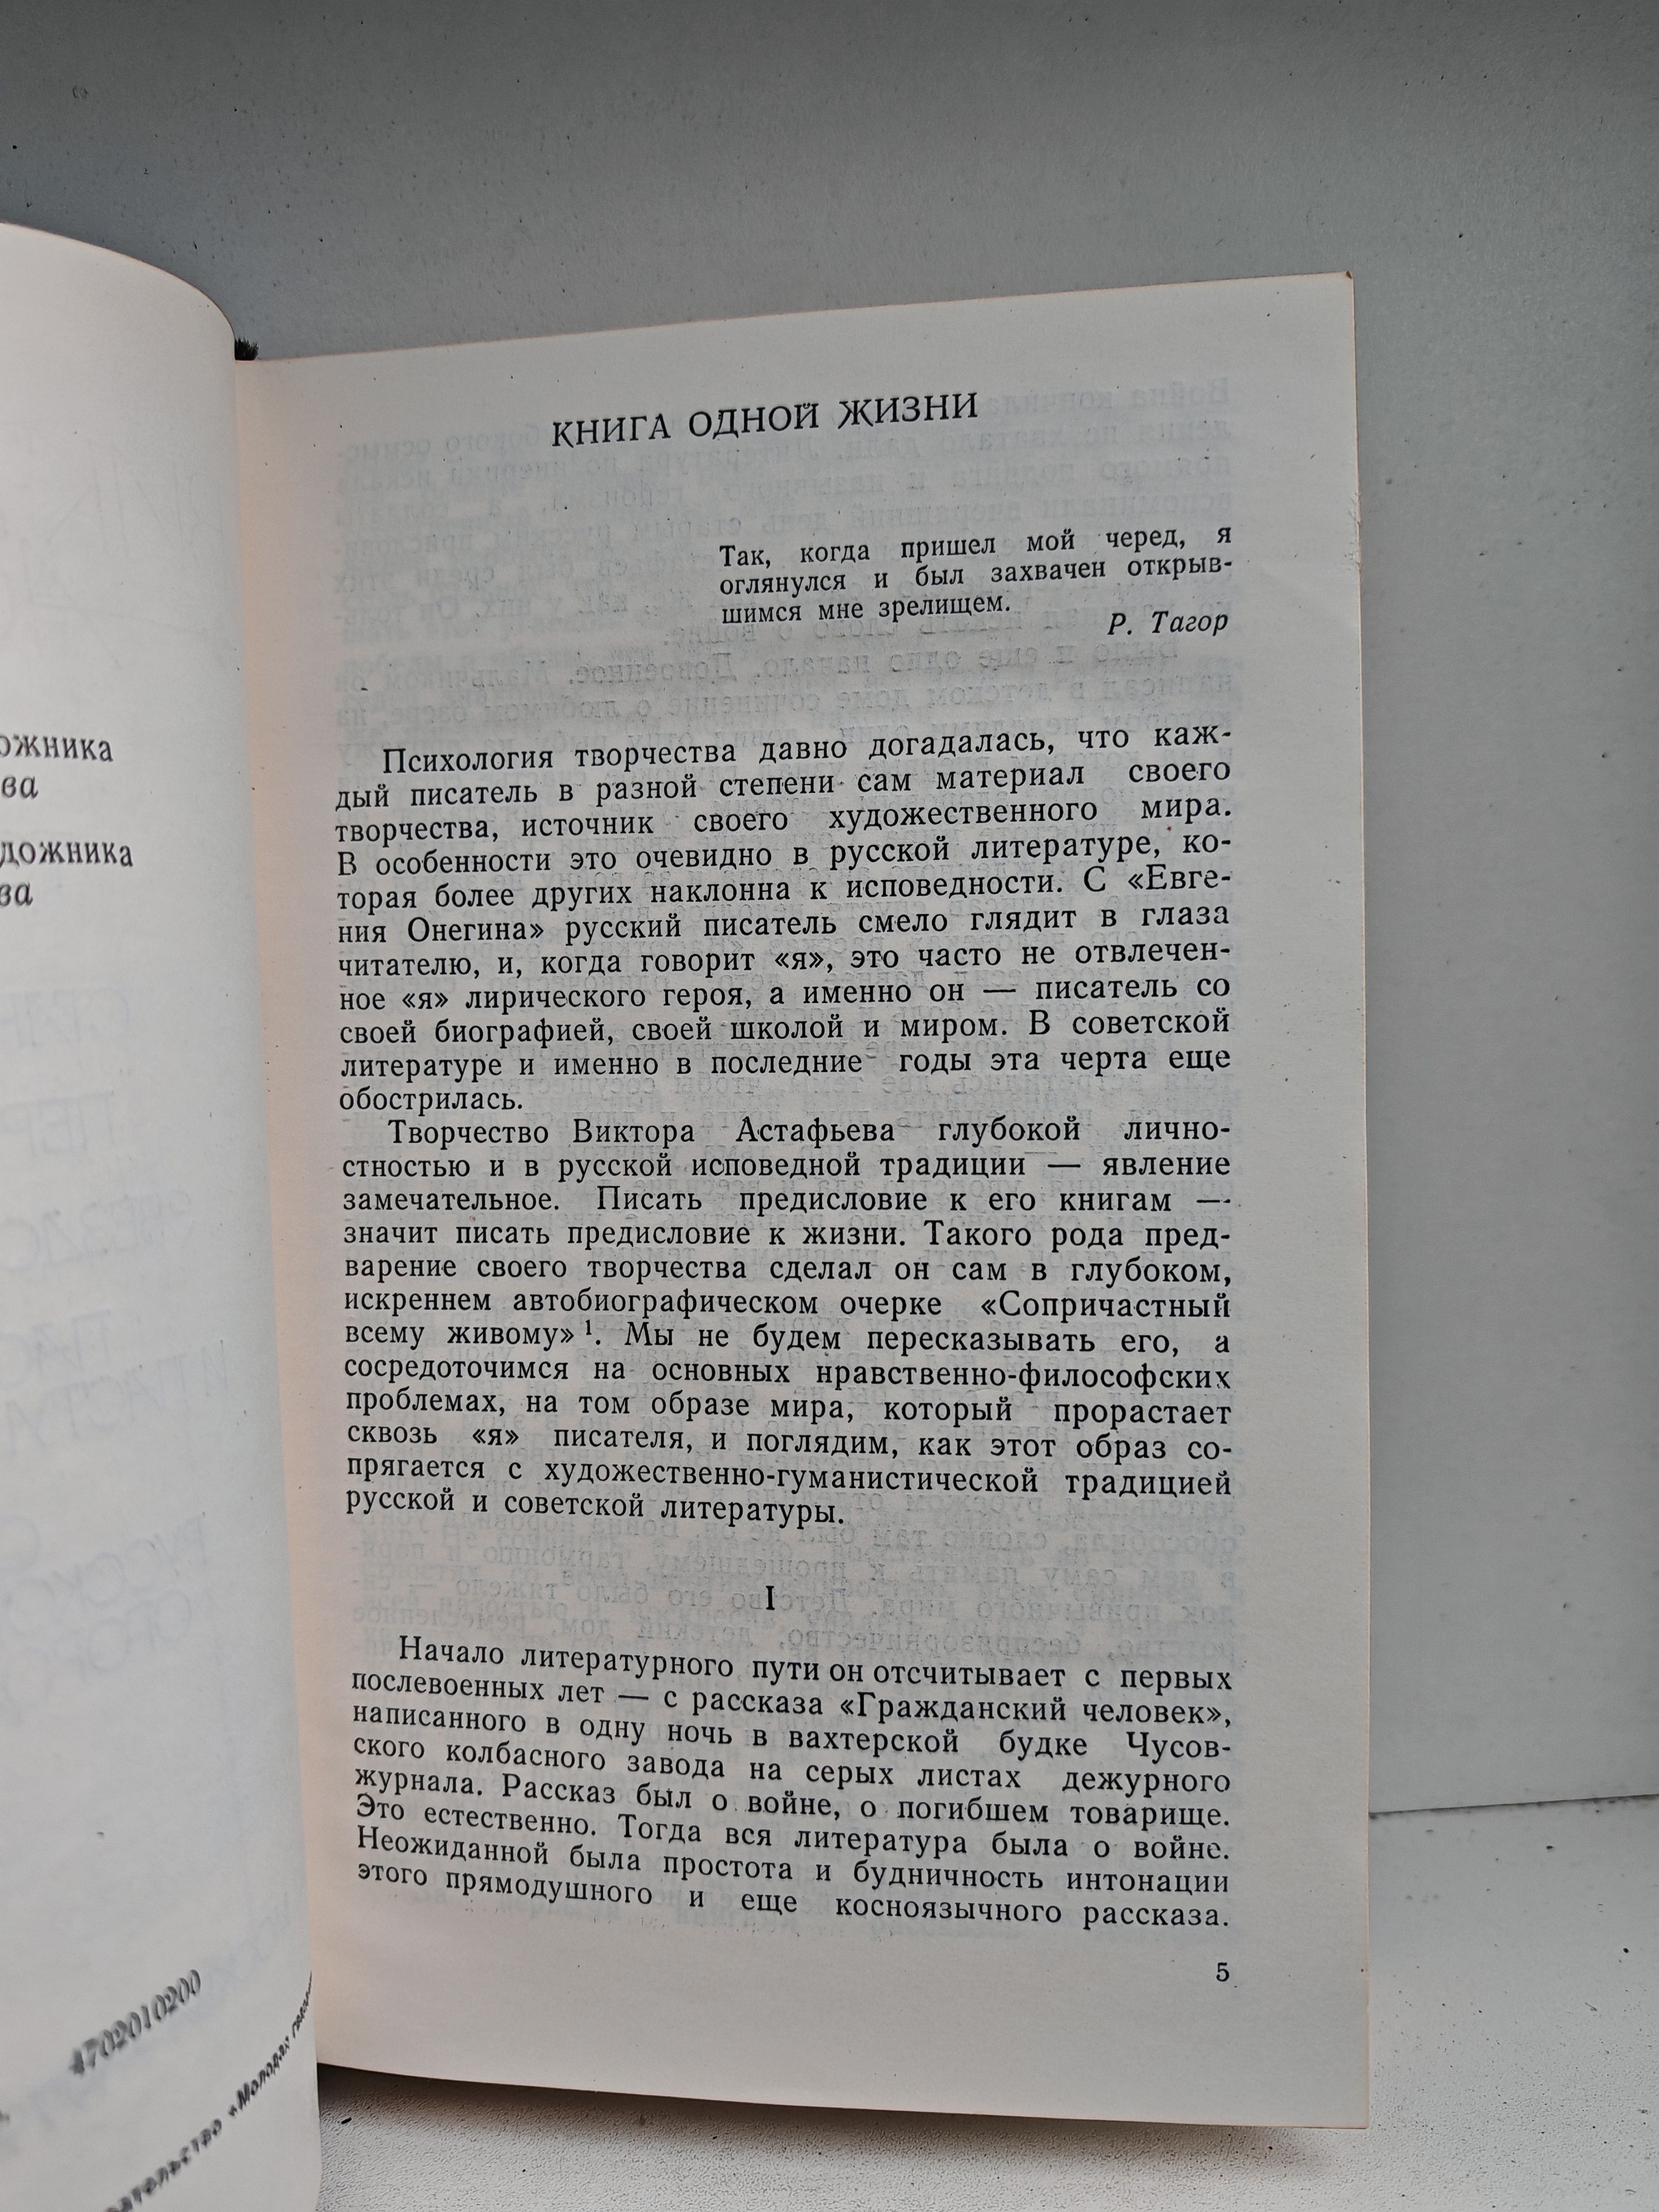 ожника
ва
дожника
ва
4702010200
КНИГА ОДНОЙ ЖИЗНИ
Так, когда пришел мой черед, я
оглянулся и был захвачен открыв-
шимся мне зрелищем.
Р. Тагор
Психология творчества давно догадалась, что каж-
дый писатель в разной степени сам материал своего
творчества, источник своего художественного мира.
В особенности это очевидно в русской литературе, ко-
торая более других наклонна к исповедности. С «Евге-
ния Онегина» русский писатель смело глядит в глаза
читателю, и, когда говорит «я», это часто не отвлечен-
ное «я» лирического героя, а именно он — писатель со
своей биографией, своей школой и миром. В советской
литературе и именно в последние годы эта черта еще
обострилась.
Творчество Виктора Астафьева глубокой лично-
стностью и в русской исповедной традиции — явление
замечательное. Писать предисловие к его книгам —
значит писать предисловие к жизни. Такого рода пред-
варение своего творчества сделал он сам в глубоком,
искреннем автобиографическом очерке «Сопричастный
всему живому» ¹. Мы не будем пересказывать его, а
сосредоточимся на основных нравственно-философских
проблемах, на том образе мира, который прорастает
сквозь «я» писателя, и поглядим, как этот образ со-
прягается с художественно-гуманистической традицией
русской и советской литературы.
I
Начало литературного пути он отсчитывает с первых
послевоенных лет — с рассказа «Гражданский человек»,
написанного в одну ночь в вахтерской будке Чусов-
ского колбасного завода на серых листах дежурного
журнала. Рассказ был о войне, о погибшем товарище.
Это естественно. Тогда вся литература была о войне.
Неожиданной была простота и будничность интонации
этого прямодушного и еще косноязычного рассказа.
5